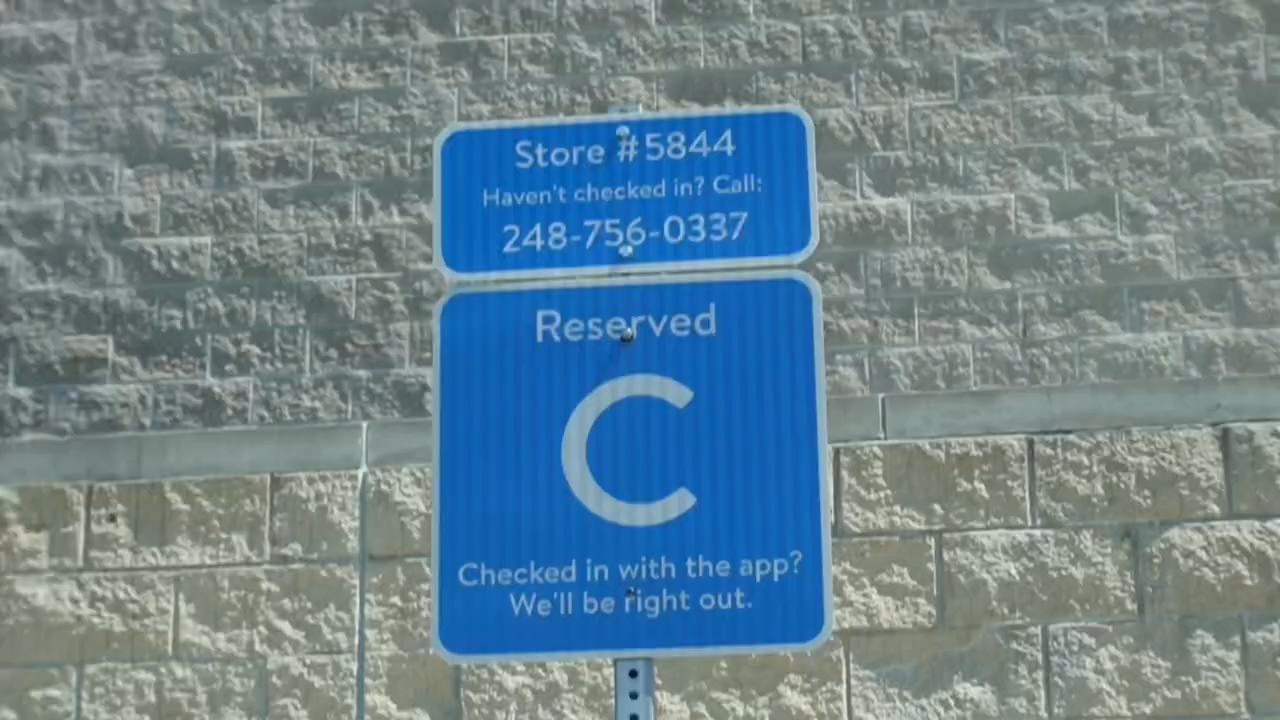 Store #5844
Haven't checked in? Call:
248-756-0337
Reserved
C
Checked in with the app?
We'll be right out.